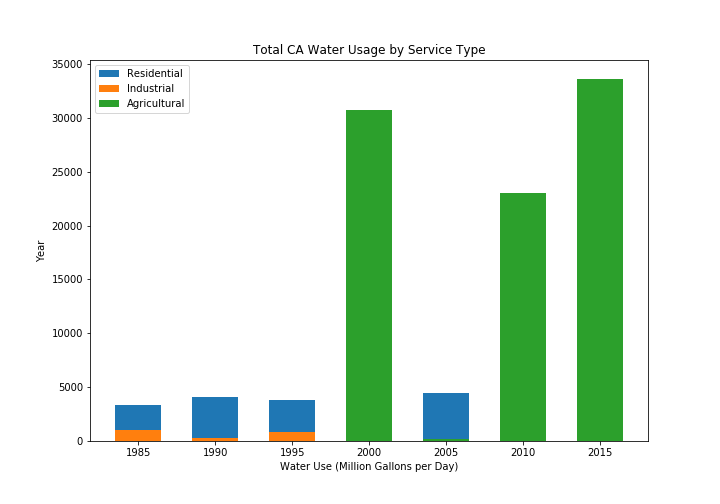 Total CA Water Usage by Service Type
Residential
Industrial
Agricultural
35000
30000
25000
20000
15000
10000
5000
0
Year
1985 1990 1995 2000 2005 2010 2015
Water Use (Million Gallons per Day)